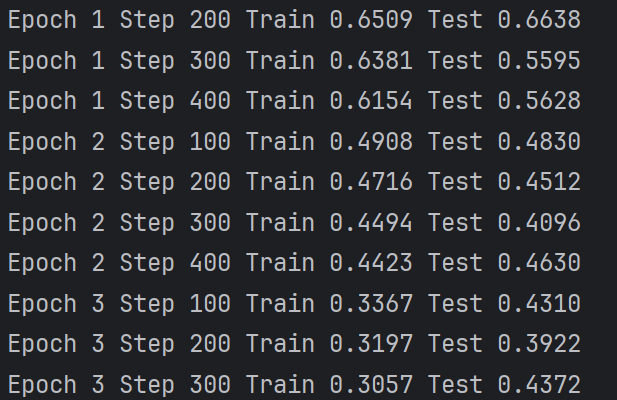 Epoch 1 Step 200 Train 0.6509 Test 0.6638
Epoch 1 Step 300 Train 0.6381 Test 0.5595
Epoch 1 Step 400 Train 0.6154 Test 0.5628
Epoch 2 Step 100 Train 0.4908 Test 0.4830
Epoch 2 Step 200 Train 0.4716 Test 0.4512
Epoch 2 Step 300 Train 0.4494 Test 0.4096
Epoch 2 Step 400 Train 0.4423 Test 0.4630
Epoch 3 Step 100 Train 0.3367 Test 0.4310
Epoch 3 Step 200 Train 0.3197 Test 0.3922
Epoch 3 Step 300 Train 0.3057 Test 0.4372